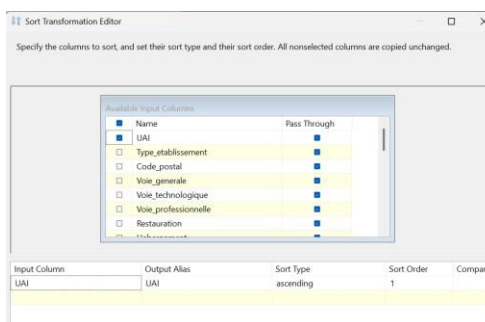 Sort Transformation Editor
Specify the columns to sort, and set their sort type and their sort order. All nonselected columns are copied unchanged.
Available Input Columns
Name Pass Through
UAI
Type_etablissement
Code_postal
Voie_generale
Voie_technologique
Voie_professionnelle
Restauration
Input Column Output Alias Sort Type Sort Order Compar
UAI UAI ascending 1